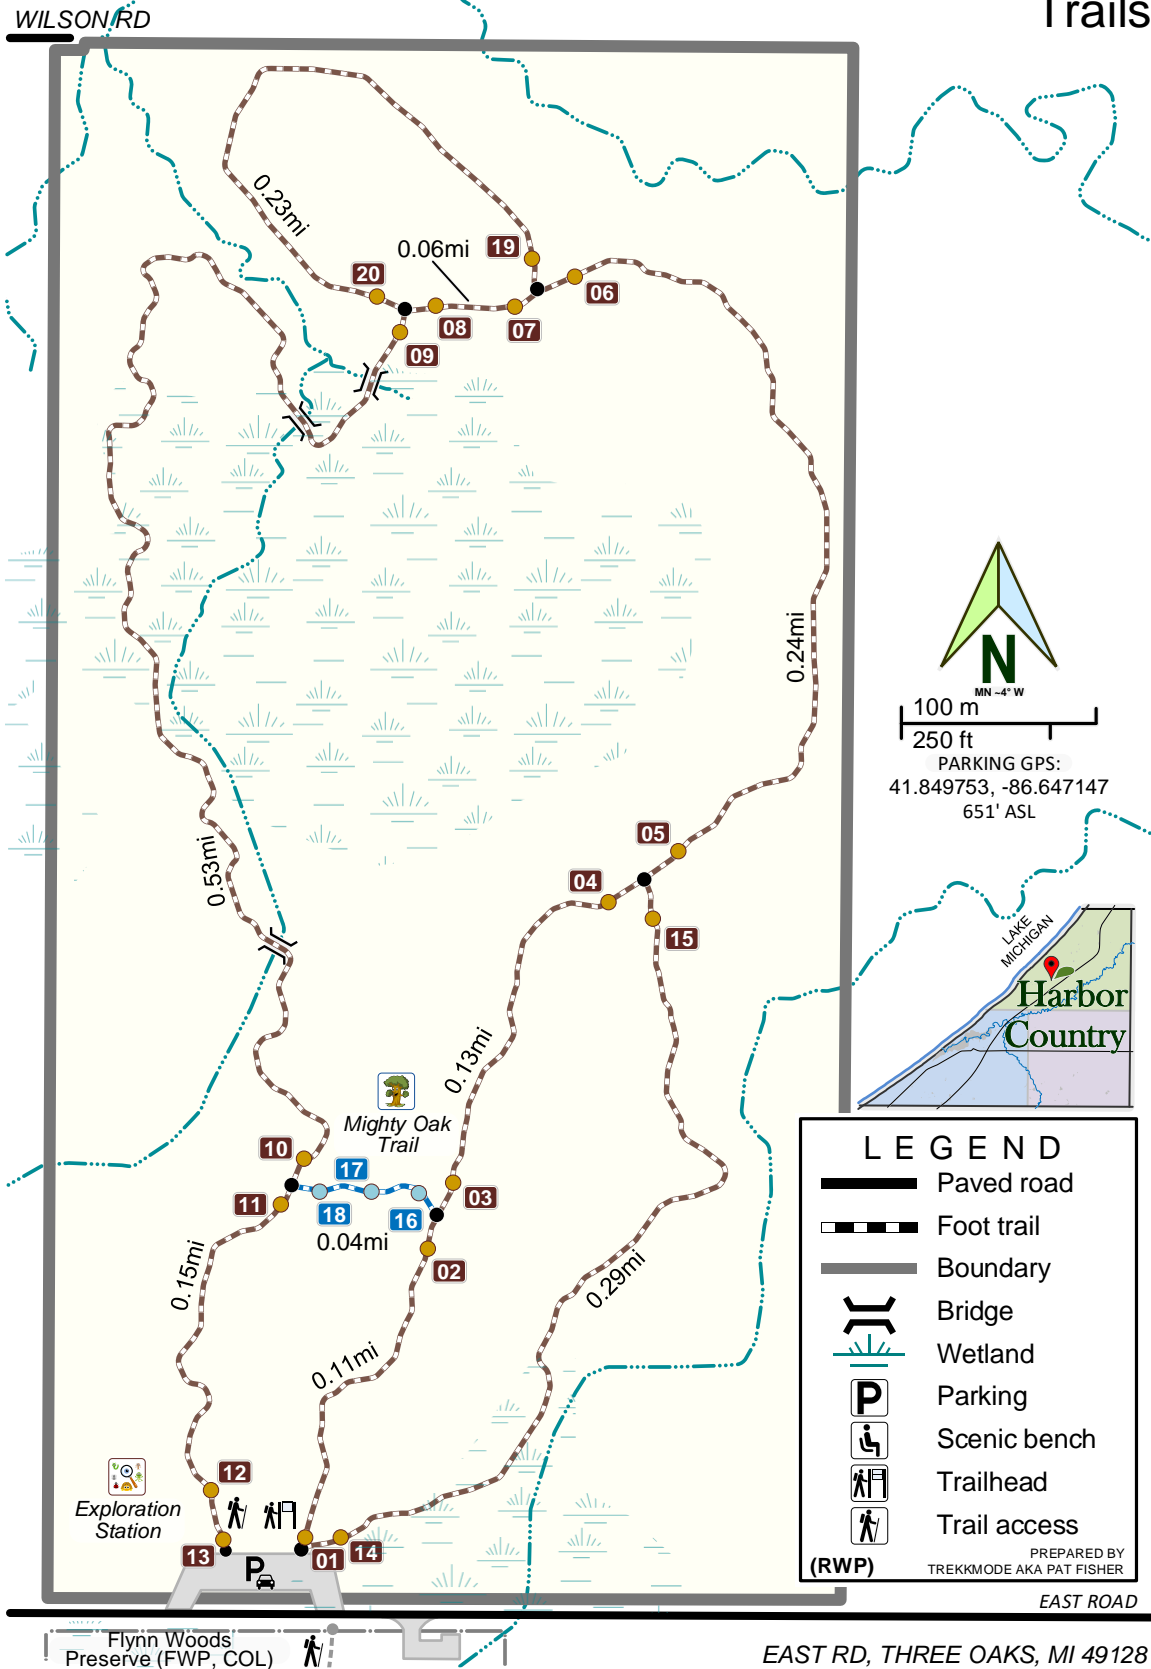 WILSON RD
Trails
0.23mi
0.06mi
19
20
06
08
07
09
0.24mi
N
MN ~4° W
100 m
250 ft
PARKING GPS:
41.849753, -86.647147
651' ASL
05
0.53mi
04
15
LAKE
MICHIGAN
Harbor
Country
0.13mi
Mighty Oak
Trail
10
17
03
11
18
16
0.04mi
02
0.15mi
0.29mi
0.11mi
LEGEND
Paved road
Foot trail
Boundary
Bridge
Wetland
P
Parking
Scenic bench
Trailhead
Trail access
(RWP)
PREPARED BY
TREKKMODE AKA PAT FISHER
12
Exploration
Station
13
01
14
P
EAST ROAD
Flynn Woods
Preserve (FWP, COL)
EAST RD, THREE OAKS, MI 49128